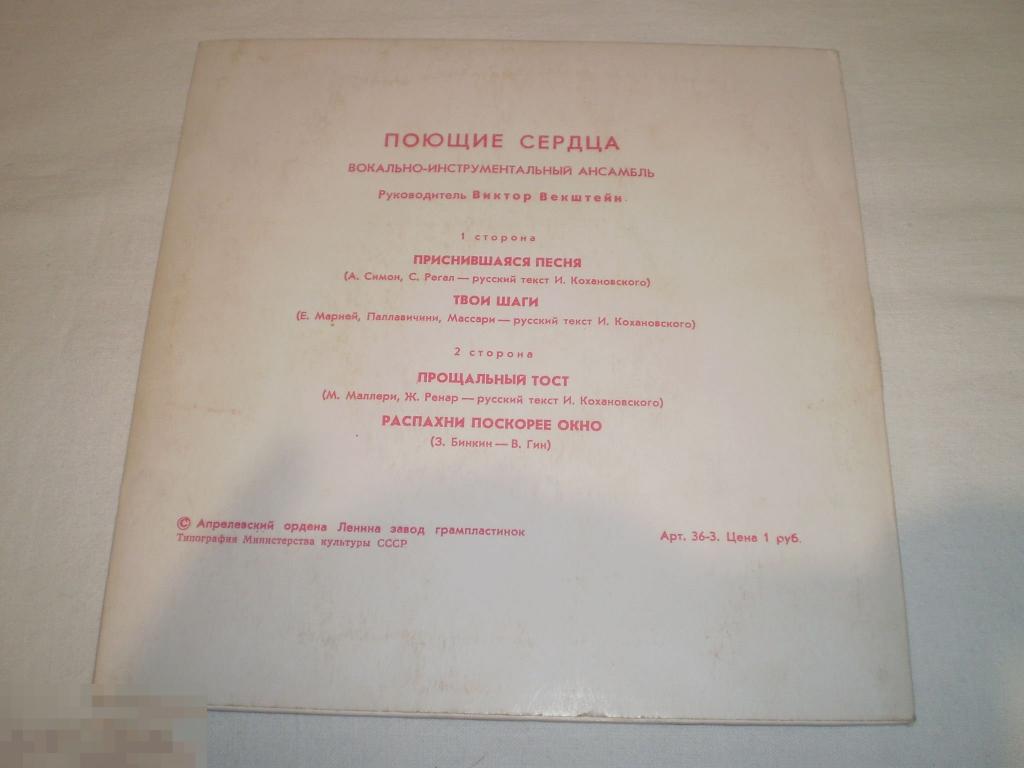 ПОЮЩИЕ СЕРДЦА
ВОКАЛЬНО-ИНСТРУМЕНТАЛЬНЫЙ АНСАМБЛЬ
Руководитель Виктор Векштейн.
1 сторона
ПРИСНИВШАЯСЯ ПЕСНЯ
(А. Симон, С. Регал — русский текст И. Кохановского)
ТВОИ ШАГИ
(Е. Марней, Паллавичини, Массари — русский текст И. Кохановского)
2 сторона
ПРОЩАЛЬНЫЙ ТОСТ
(М. Маллери, Ж. Ренар — русский текст И. Кохановского)
РАСПАХНИ ПОСКОРЕЕ ОКНО
(З. Бинкин — В. Гин)
© Апрелевский ордена Ленина завод грампластинок
Типография Министерства культуры СССР
Арт. 36-3. Цена 1 руб.